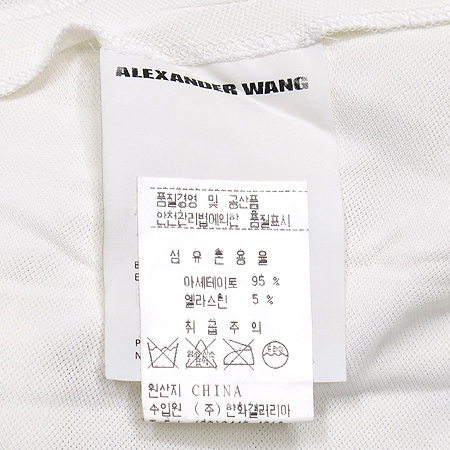 ALEXANDER WANG
품질경영 및 공산품
안전관리법에의한 품질표시
섬유혼용율
아세테이트 95 %
엘라스틴 5 %
취급주의
원산지 CHINA
수입원 (주) 한화갤러리아